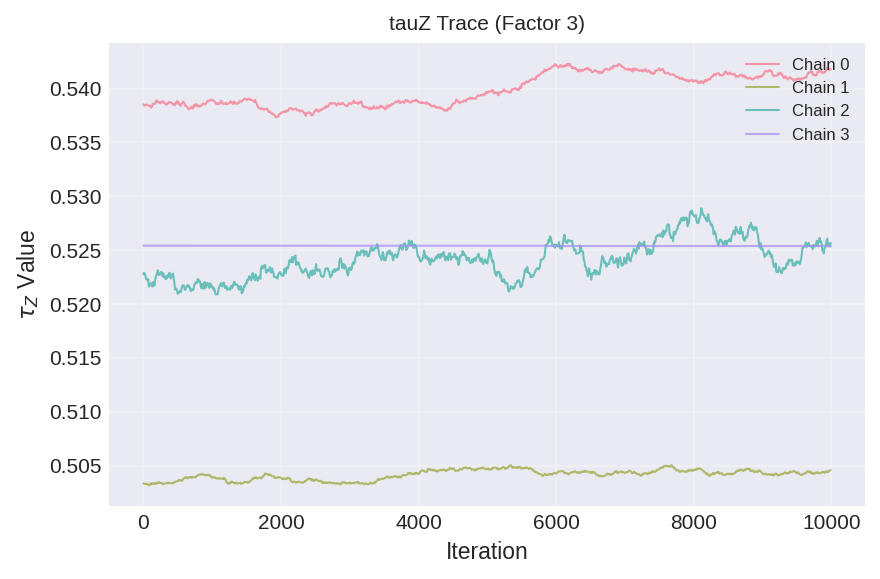 tauZ Trace (Factor 3)
Chain 0
Chain 1
Chain 2
Chain 3
τZ Value
0.540
0.535
0.530
0.525
0.520
0.515
0.510
0.505
0 2000 4000 6000 8000 10000
Iteration